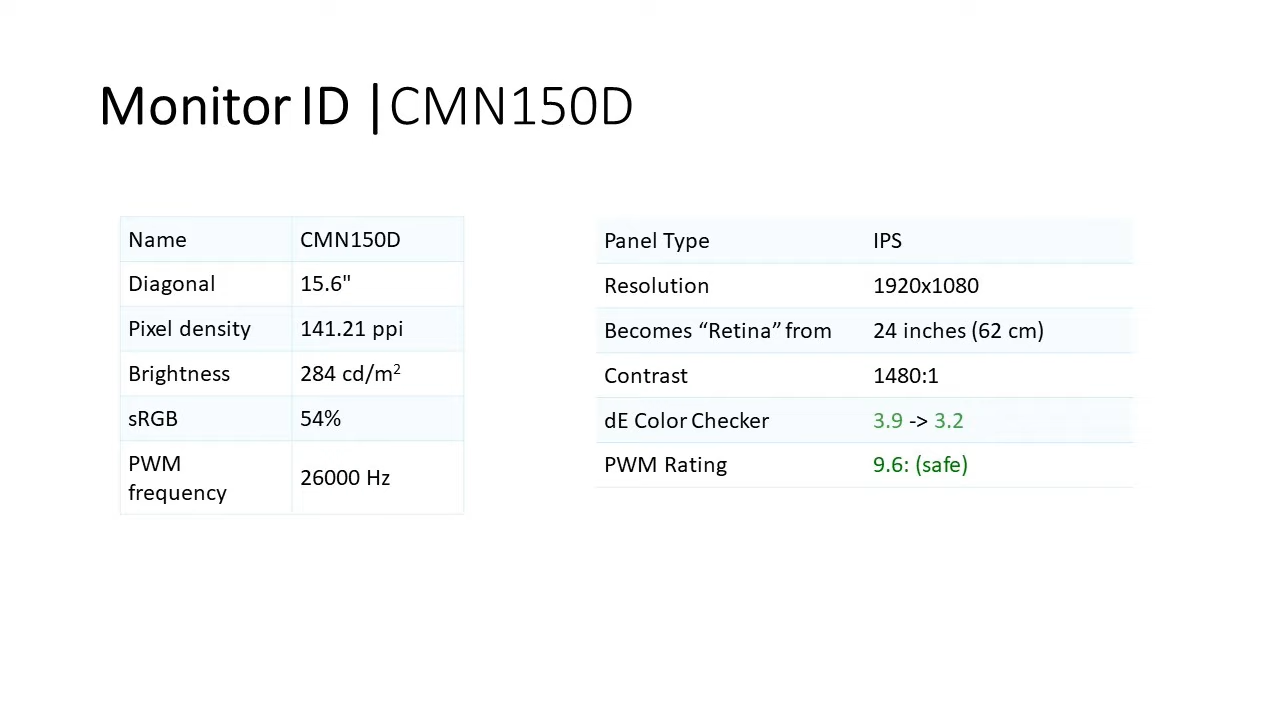 Monitor ID |CMN150D
Name CMN150D
Diagonal 15.6"
Pixel density 141.21 ppi
Brightness 284 cd/m²
sRGB 54%
PWM
frequency 26000 Hz
Panel Type IPS
Resolution 1920x1080
Becomes “Retina” from 24 inches (62 cm)
Contrast 1480:1
dE Color Checker 3.9 -> 3.2
PWM Rating 9.6: (safe)